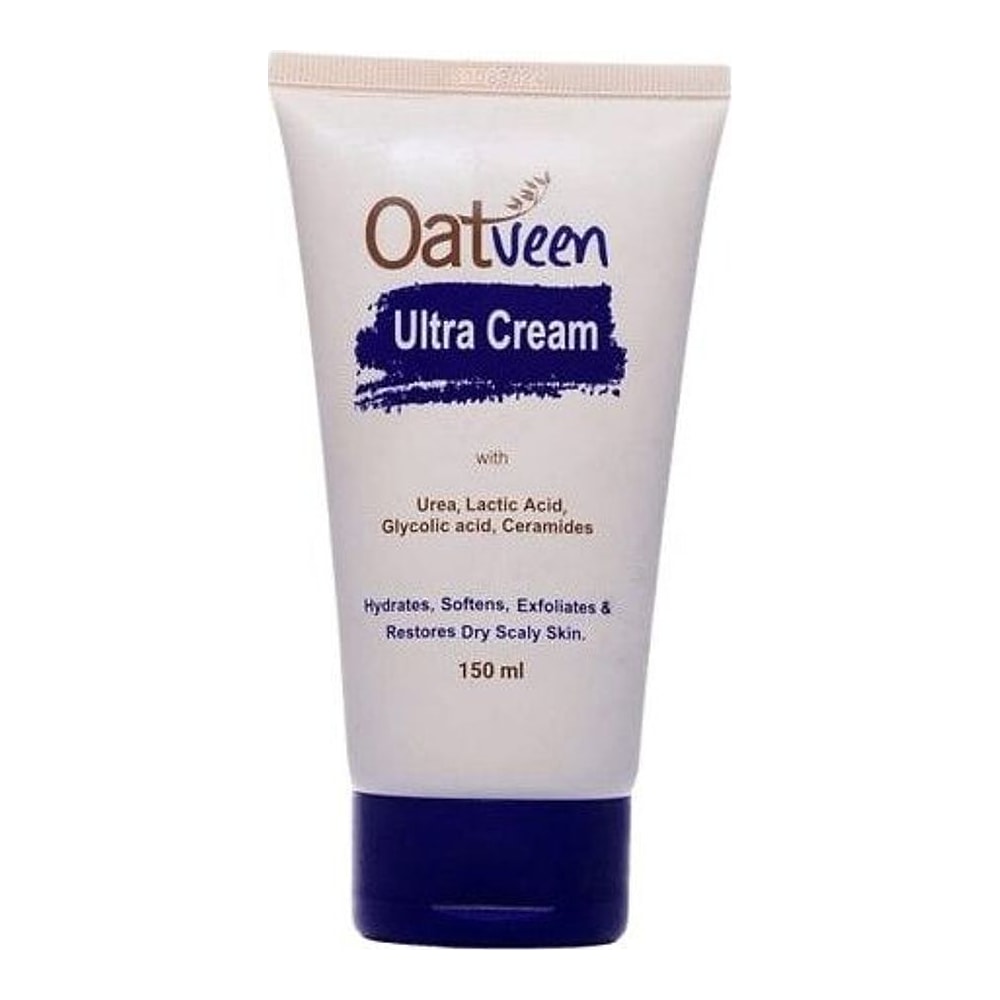 Oatveen
Ultra Cream
with
Urea, Lactic Acid,
Glycolic acid, Ceramides
Hydrates, Softens, Exfoliates &
Restores Dry Scaly Skin.
150 ml